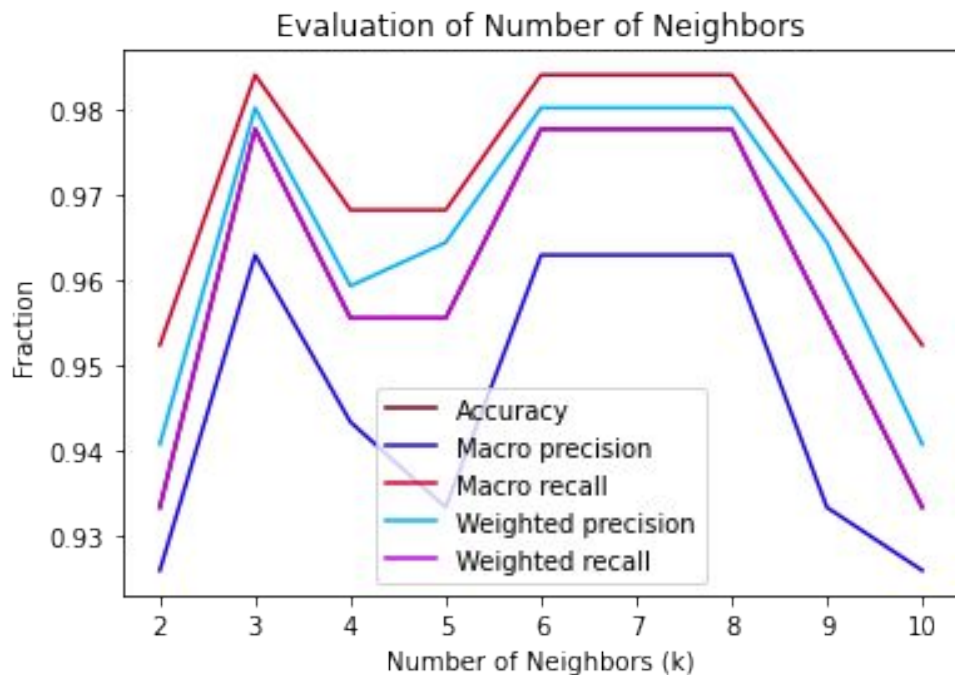 Evaluation of Number of Neighbors
0.98
0.97
0.96
0.95
0.94
0.93
Fraction
Accuracy
Macro precision
Macro recall
Weighted precision
Weighted recall
2 3 4 5 6 7 8 9 10
Number of Neighbors (k)